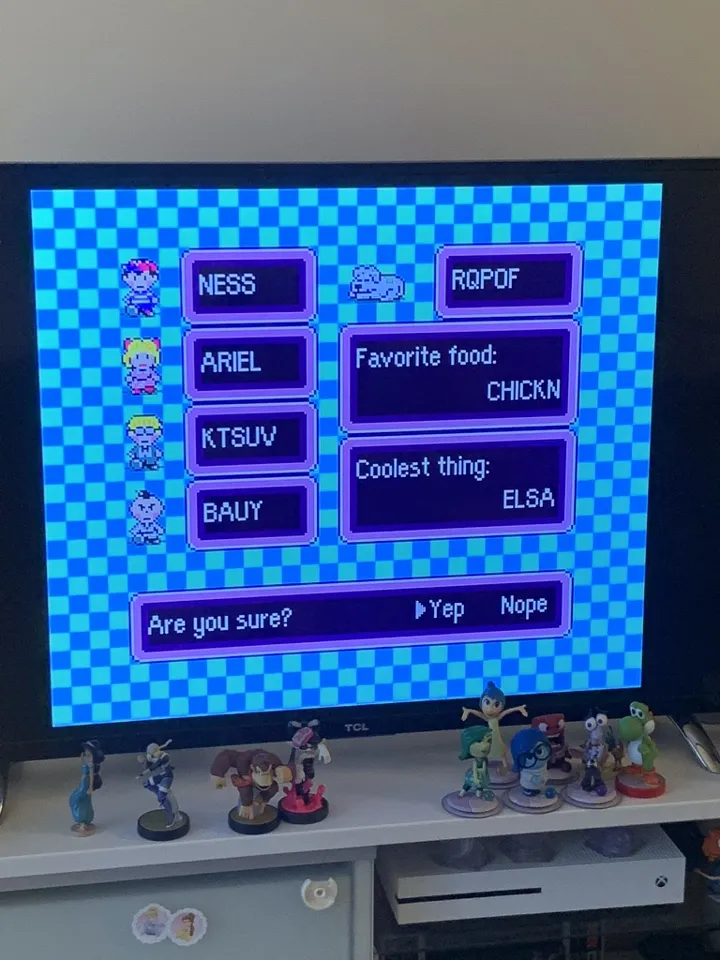 NESS
ARIEL
KTSUV
BAUY
RQPOF
Favorite food:
CHICKN
Coolest thing:
ELSA
Are you sure? ▶Yep Nope
TCL